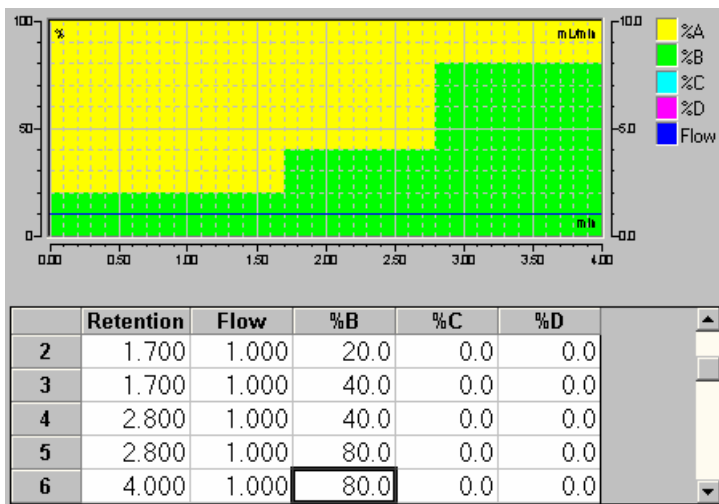 100
%
mL/min
10.0
%A
%B
%C
%D
Flow
50
5.0
min
0
0.0
0.00 0.50 1.00 1.50 2.00 2.50 3.00 3.50 4.00
Retention Flow %B %C %D
2 1.700 1.000 20.0 0.0 0.0
3 1.700 1.000 40.0 0.0 0.0
4 2.800 1.000 40.0 0.0 0.0
5 2.800 1.000 80.0 0.0 0.0
6 4.000 1.000 80.0 0.0 0.0